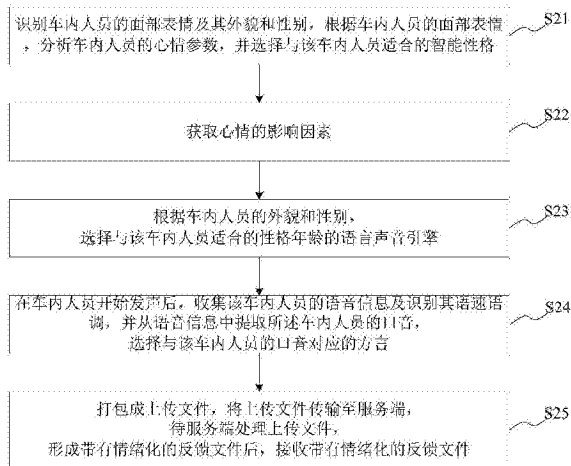 识别车内人员的面部表情及其外貌和性别，根据车内人员的面部表情
，分析车内人员的心情参数，并选择与该车内人员适合的智能性格
S21
获取心情的影响因素
S22
根据车内人员的外貌和性别，
选择与该车内人员适合的性格年龄的语言声音引擎
S23
在车内人员开始发声后，收集该车内人员的语音信息及识别其语速语
调，并从语音信息中提取所述车内人员的口音，
选择与该车内人员的口音对应的方言
S24
打包成上传文件，将上传文件传输至服务端，
待服务端处理上传文件，
形成带有情绪化的反馈文件后，接收带有情绪化的反馈文件
S25